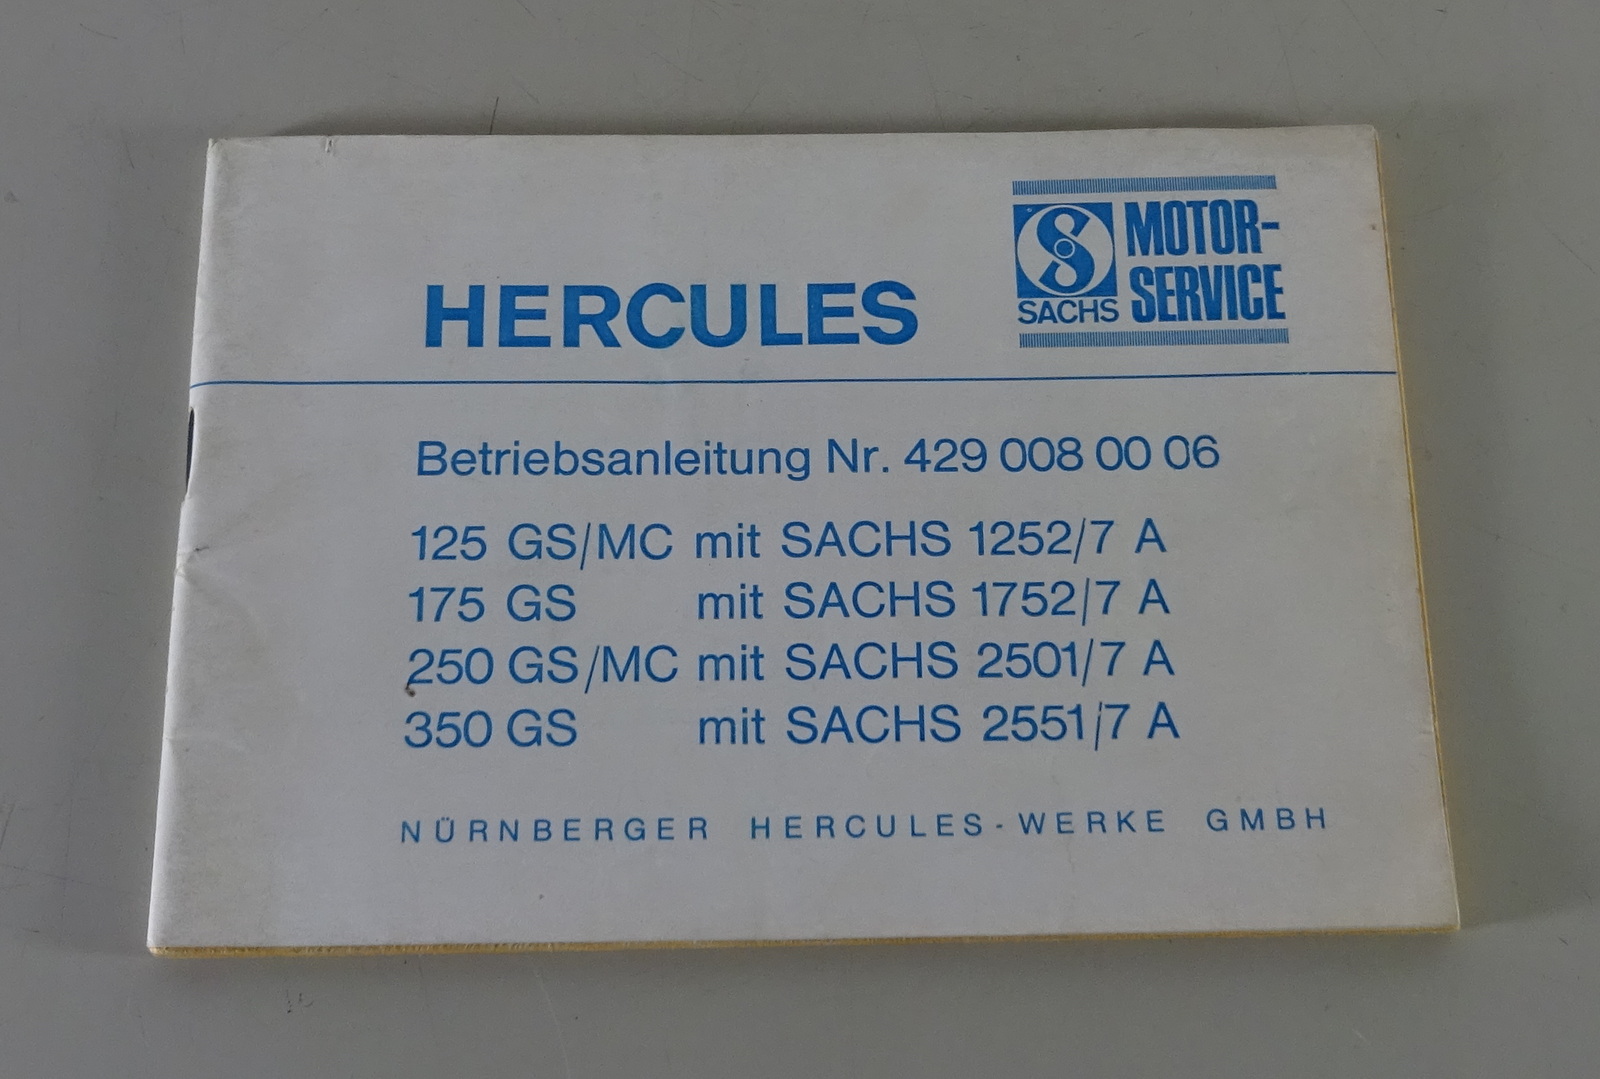 HERCULES
SACHS
MOTOR-
SERVICE
Betriebsanleitung Nr. 429 008 00 06
125 GS/MC mit SACHS 1252/7 A
175 GS mit SACHS 1752/7 A
250 GS/MC mit SACHS 2501/7 A
350 GS mit SACHS 2551/7 A
NÜRNBERGER HERCULES-WERKE GMBH